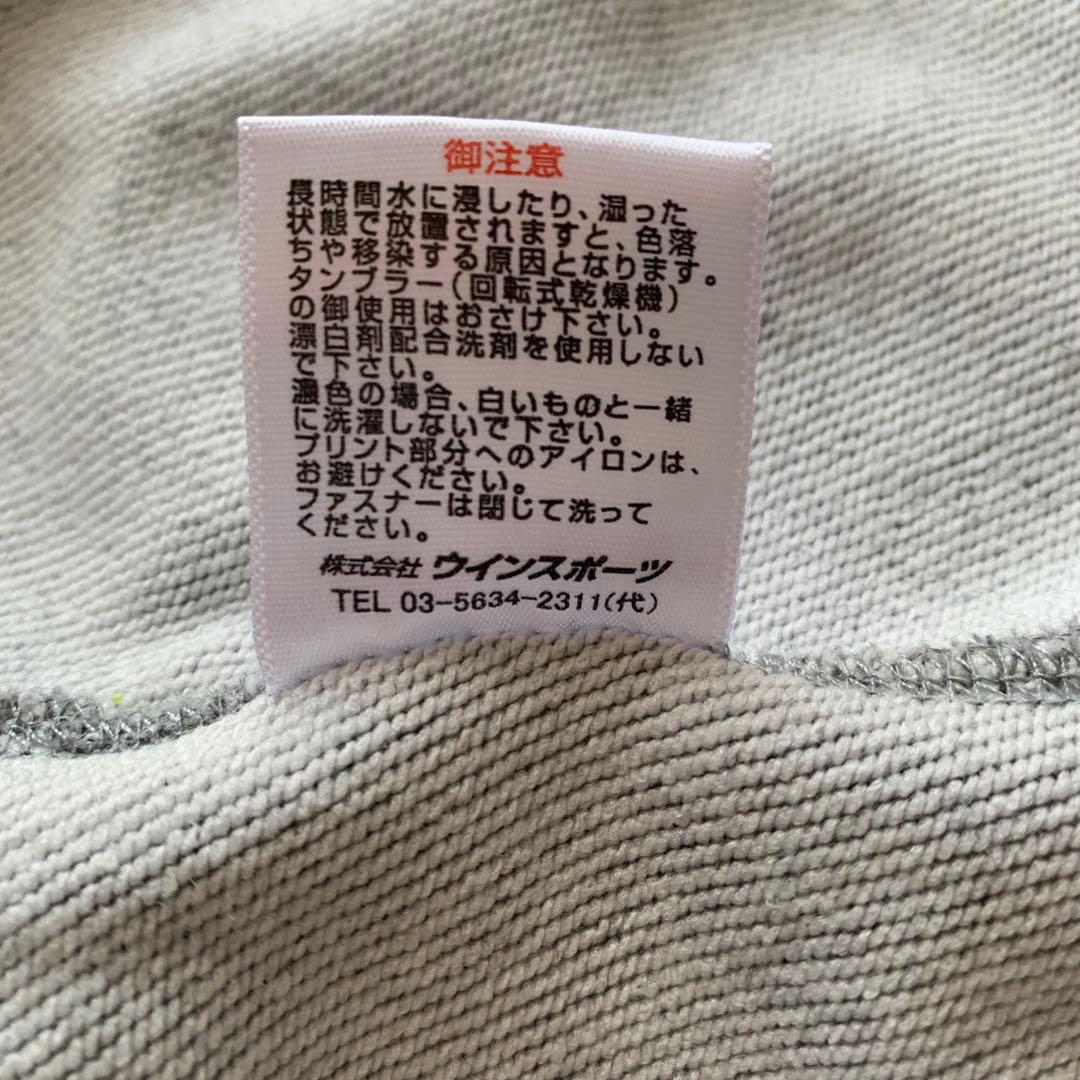 御注意
長時間水に浸したり、湿った
状態で放置されますと、色落
ちや移染する原因となります。
タンブラー(回転式乾燥機)
の御使用はおさけ下さい。
漂白剤配合洗剤を使用しない
で下さい。
濃色の場合、白いものと一緒
に洗濯しないで下さい。
プリント部分へのアイロンは、
お避けください。
ファスナーは閉じて洗って
ください。
株式会社 ウインスポーツ
TEL 03-5634-2311(代)